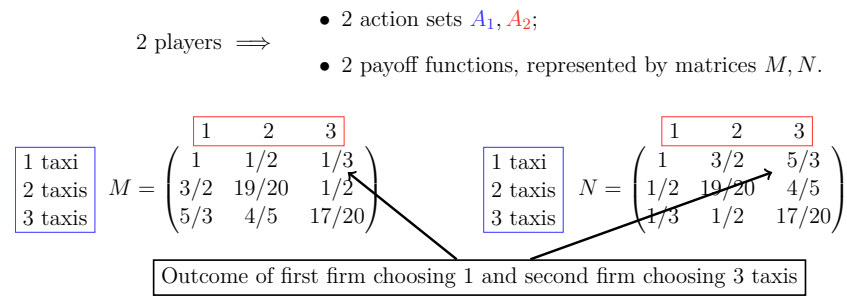 2 players ⟹
• 2 action sets A₁, A₂;
• 2 payoff functions, represented by matrices M, N.
1 2 3
1 taxi
2 taxis
3 taxis
M =
1 1/2 1/3
3/2 19/20 1/2
5/3 4/5 17/20
1 2 3
1 taxi
2 taxis
3 taxis
N =
1 3/2 5/3
1/2 19/20 4/5
1/3 1/2 17/20
Outcome of first firm choosing 1 and second firm choosing 3 taxis